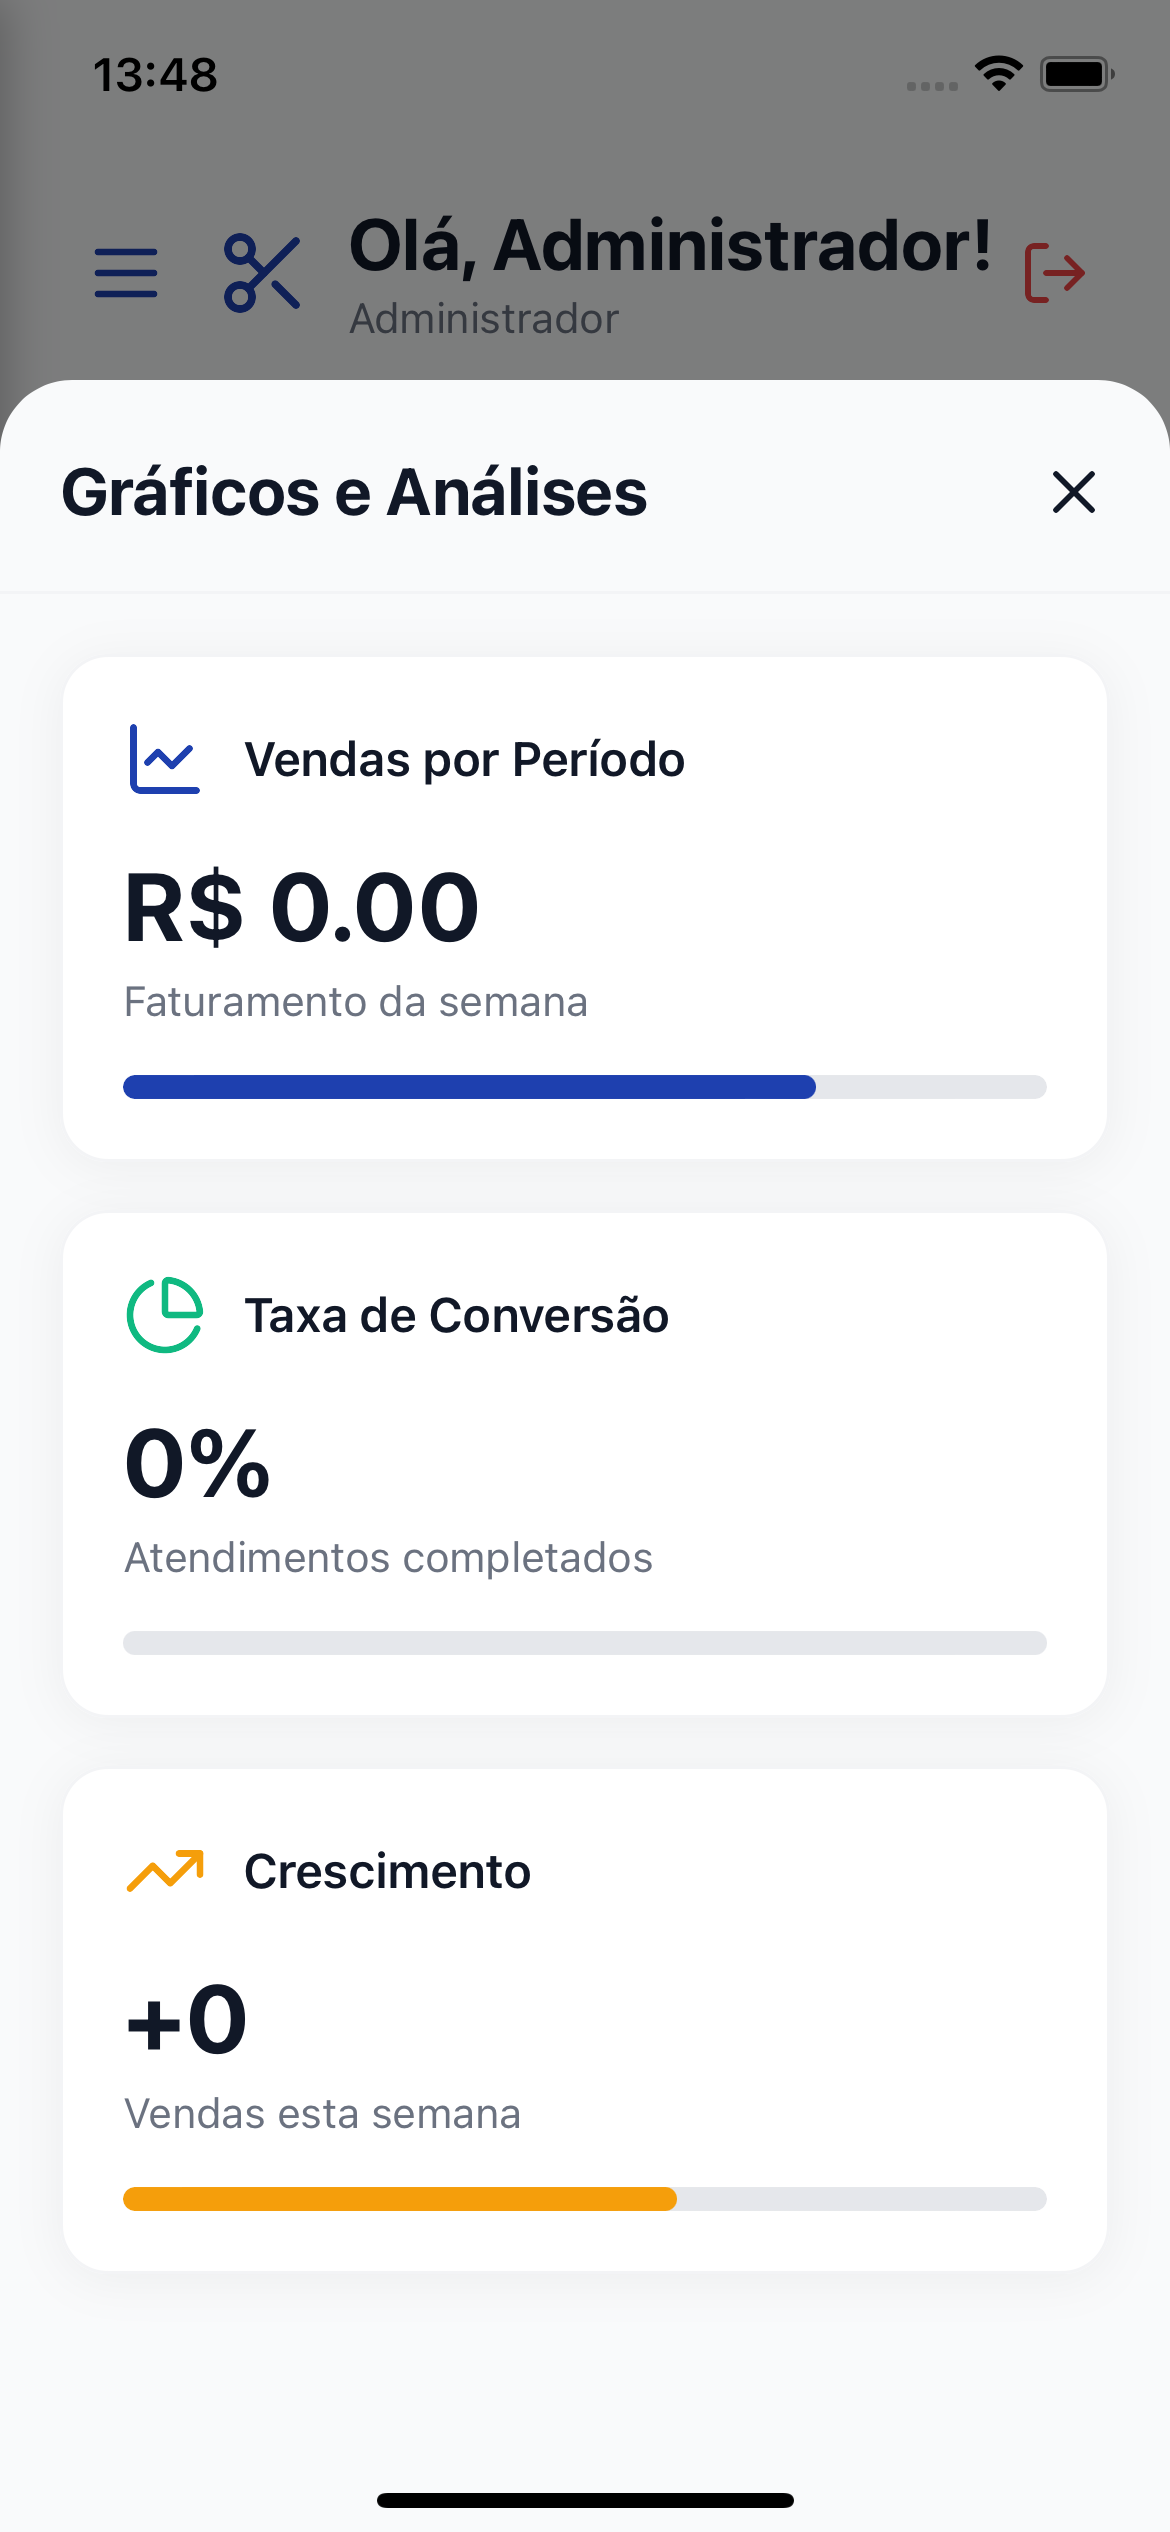 13:48
Olá, Administrador!
Administrador
Gráficos e Análises
Vendas por Período
R$ 0.00
Faturamento da semana
Taxa de Conversão
0%
Atendimentos completados
Crescimento
+0
Vendas esta semana